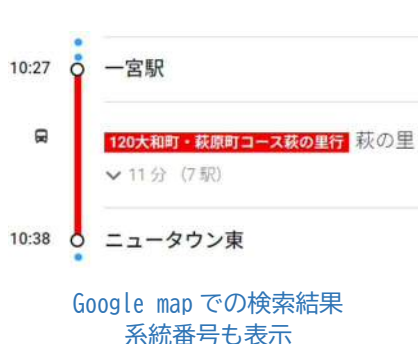 10:27 一宮駅
120大和町・萩原町コース萩の里行 萩の里
11 分 (7 駅)
10:38 ニュータウン東
Google map での検索結果
系統番号も表示